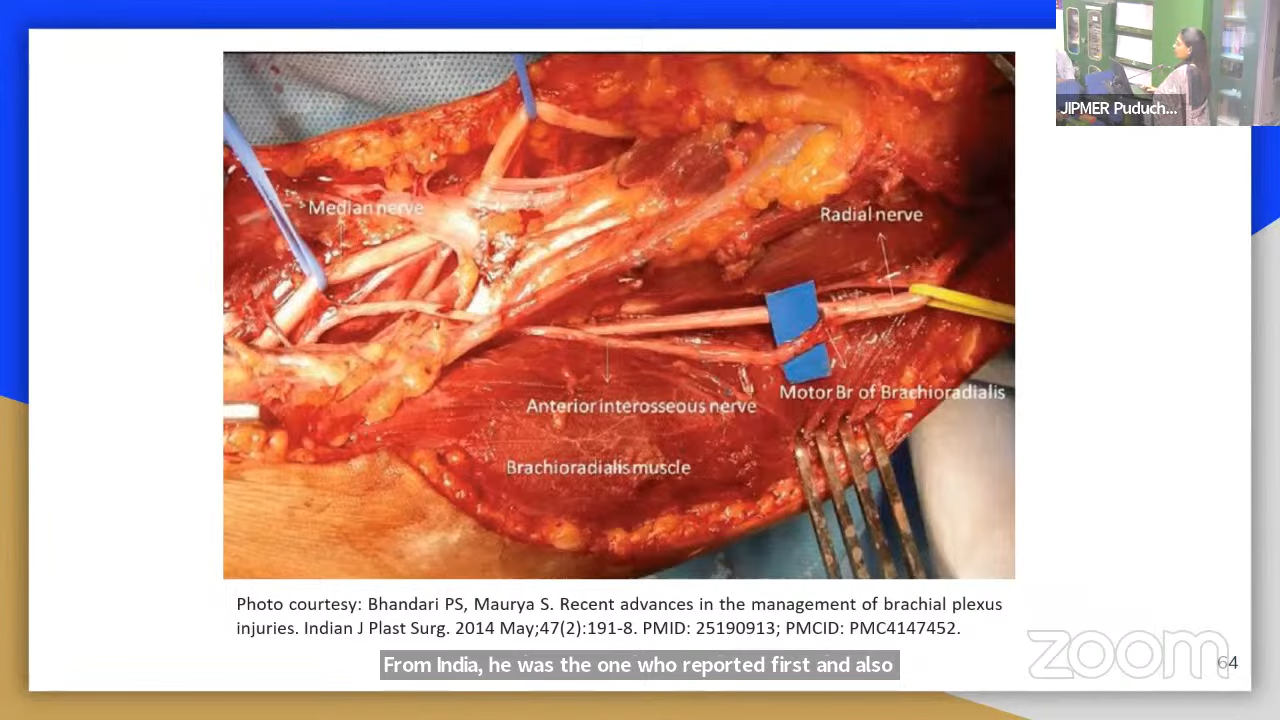 JIPMER Puduch...
Median nerve
Radial nerve
Motor Br of Brachioradialis
Anterior interosseous nerve
Brachioradialis muscle
Photo courtesy: Bhandari PS, Maurya S. Recent advances in the management of brachial plexus
injuries. Indian J Plast Surg. 2014 May;47(2):191-8. PMID: 25190913; PMCID: PMC4147452.
From India, he was the one who reported first and also
zoom
64